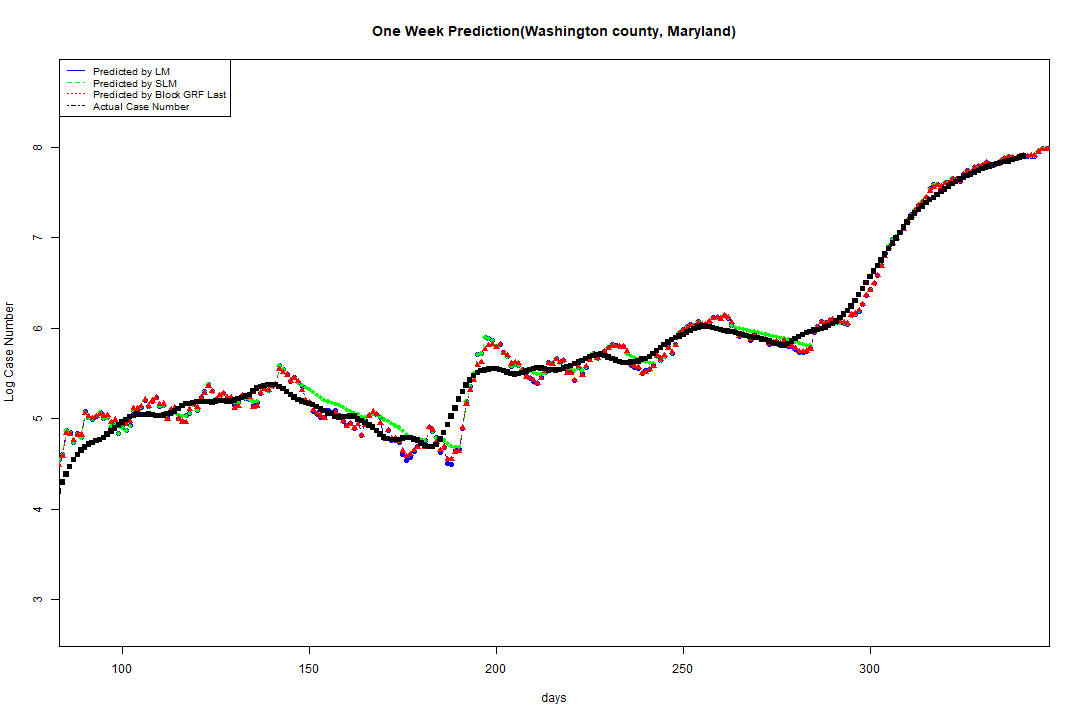 One Week Prediction(Washington county, Maryland)
Predicted by LM
Predicted by SLM
Predicted by Block GRF Last
Actual Case Number
8
7
6
5
4
3
Log Case Number
100 150 200 250 300
days